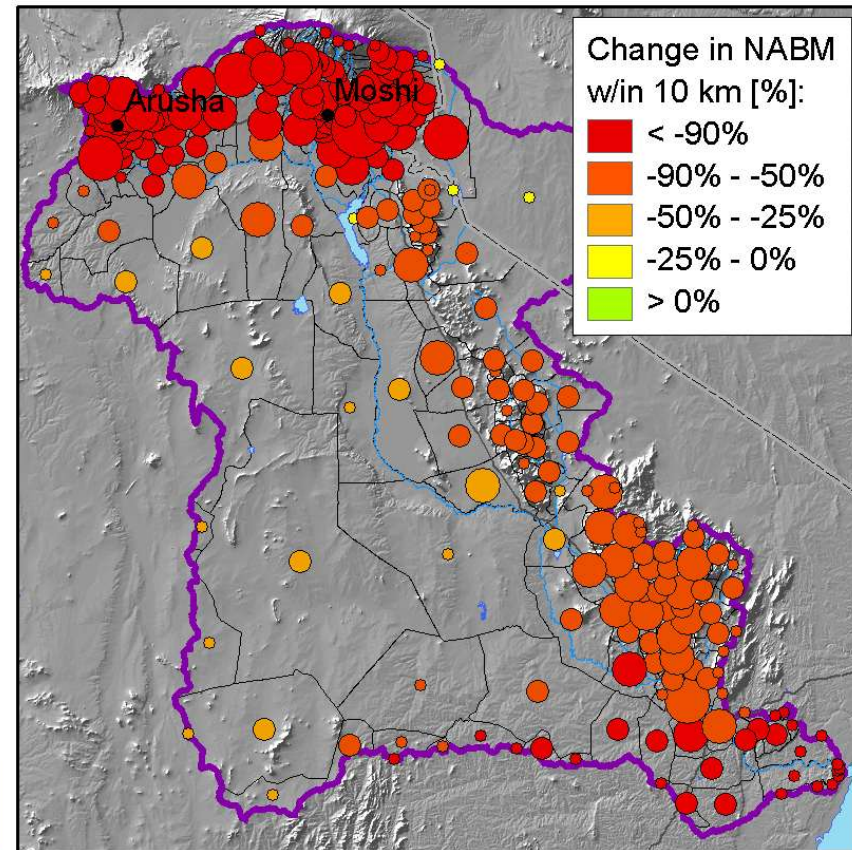 Change in NABM
w/in 10 km [%]:
< -90%
-90% - -50%
-50% - -25%
-25% - 0%
> 0%
Arusha
Moshi